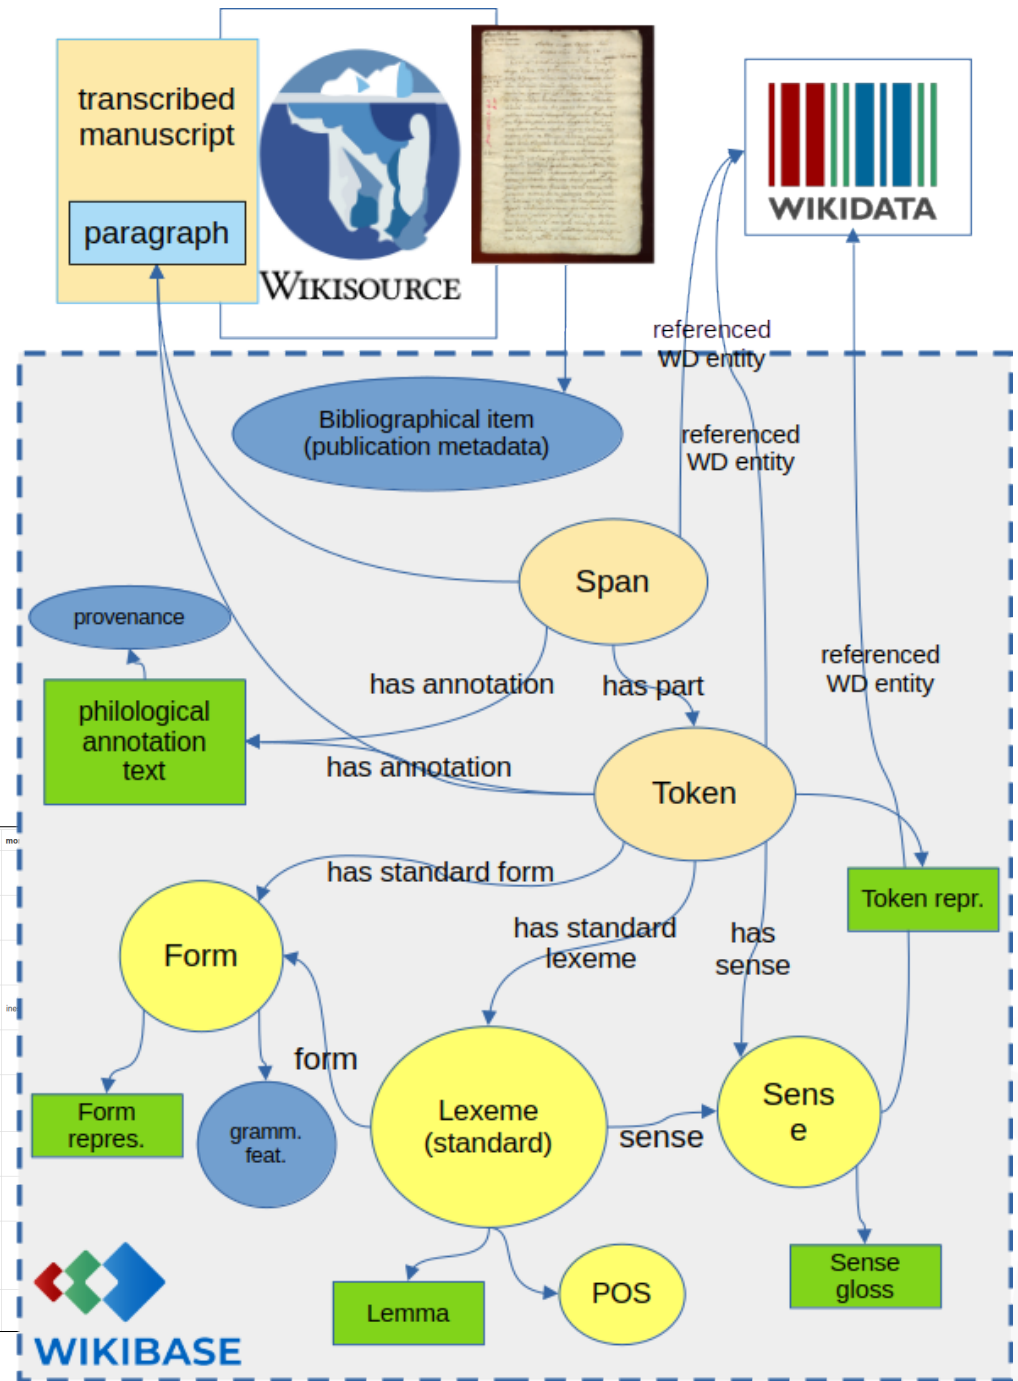 transcribed
manuscript
paragraph
WIKISOURCE
WIKIDATA
referenced
WD entity
Bibliographical item
(publication metadata)
referenced
WD entity
Span
provenance
has annotation
has part
referenced
WD entity
philological
annotation
text
has annotation
Token
mo
has standard form
Token repr.
Form
has standard
lexeme
has
sense
form
Form
repres.
gramm.
feat.
Lexeme
(standard)
sense
Sens
e
Lemma
POS
Sense
gloss
WIKIBASE